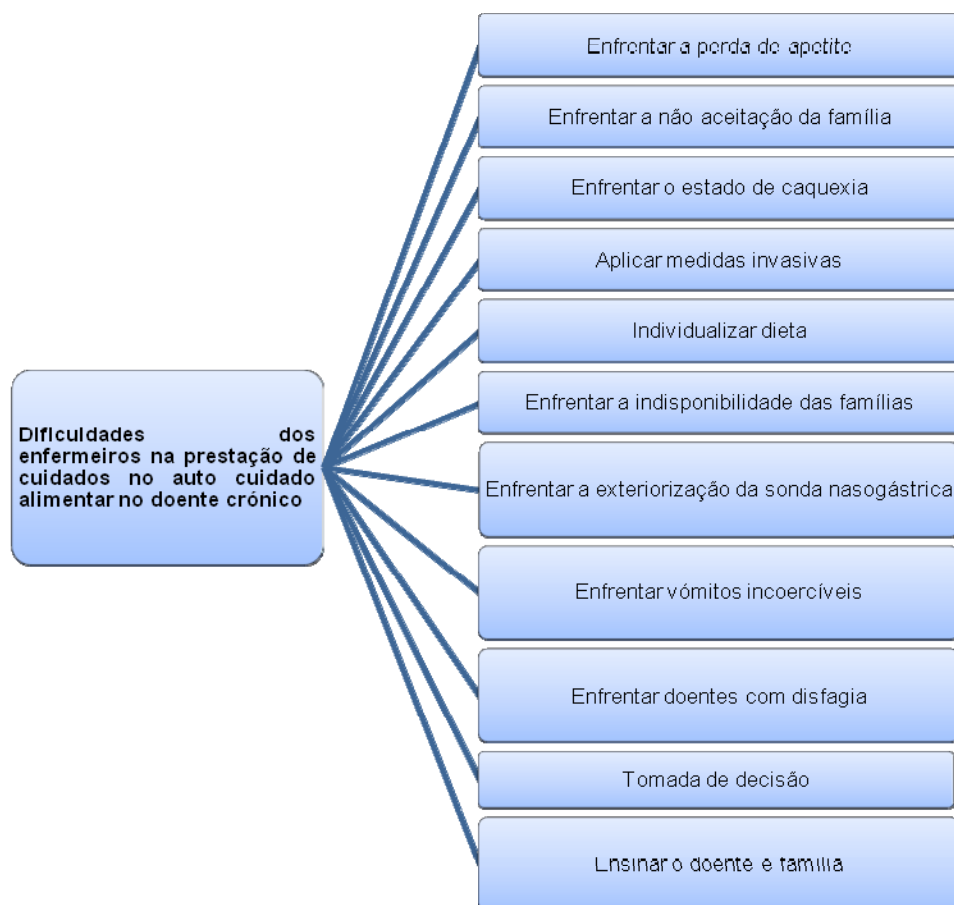 Enfrentar a perda de apetite
Enfrentar a não aceitação da família
Enfrentar o estado de caquexia
Aplicar medidas invasivas
Individualizar dieta
Dificuldades dos
enfermeiros na prestação de
cuidados no auto cuidado
alimentar no doente crónico
Enfrentar a indisponibilidade das famílias
Enfrentar a exteriorização da sonda nasogástrica
Enfrentar vómitos incoercíveis
Enfrentar doentes com disfagia
Tomada de decisão
Ensinar o doente e família